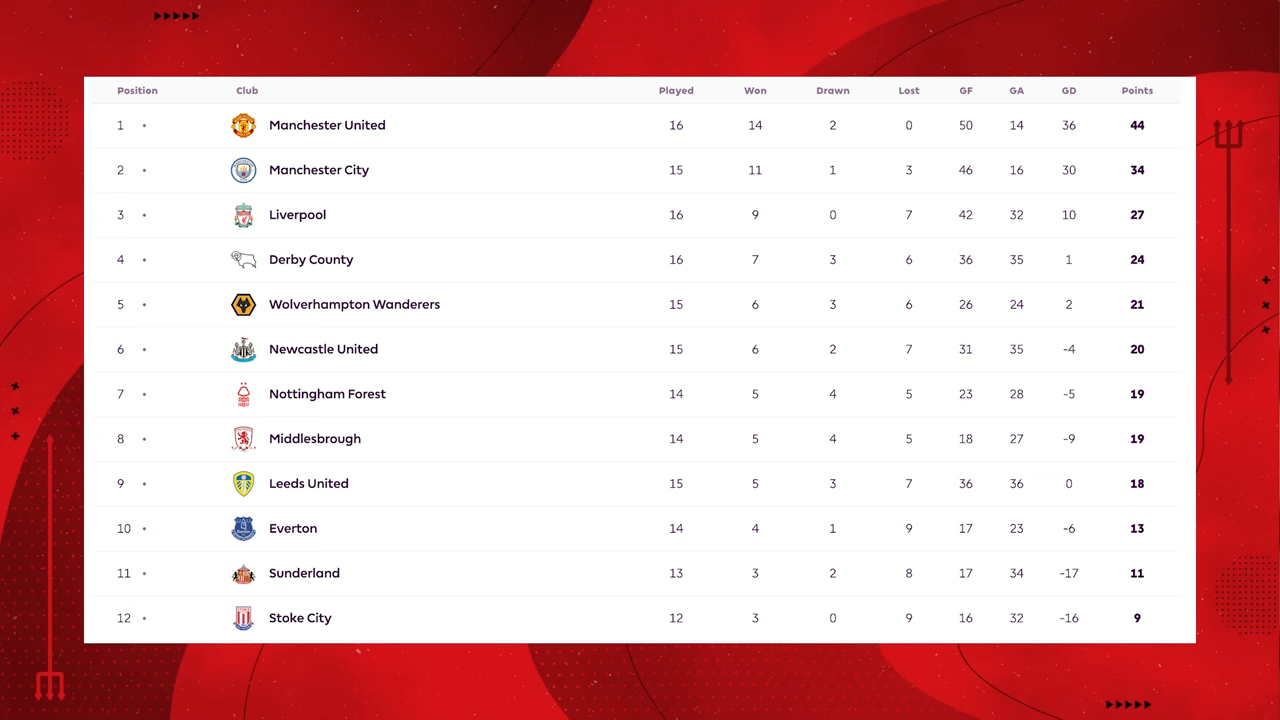 Position Club Played Won Drawn Lost GF GA GD Points
1 Manchester United 16 14 2 0 50 14 36 44
2 Manchester City 15 11 1 3 46 16 30 34
3 Liverpool 16 9 0 7 42 32 10 27
4 Derby County 16 7 3 6 36 35 1 24
5 Wolverhampton Wanderers 15 6 3 6 26 24 2 21
6 Newcastle United 15 6 2 7 31 35 -4 20
7 Nottingham Forest 14 5 4 5 23 28 -5 19
8 Middlesbrough 14 5 4 5 18 27 -9 19
9 Leeds United 15 5 3 7 36 36 0 18
10 Everton 14 4 1 9 17 23 -6 13
11 Sunderland 13 3 2 8 17 34 -17 11
12 Stoke City 12 3 0 9 16 32 -16 9